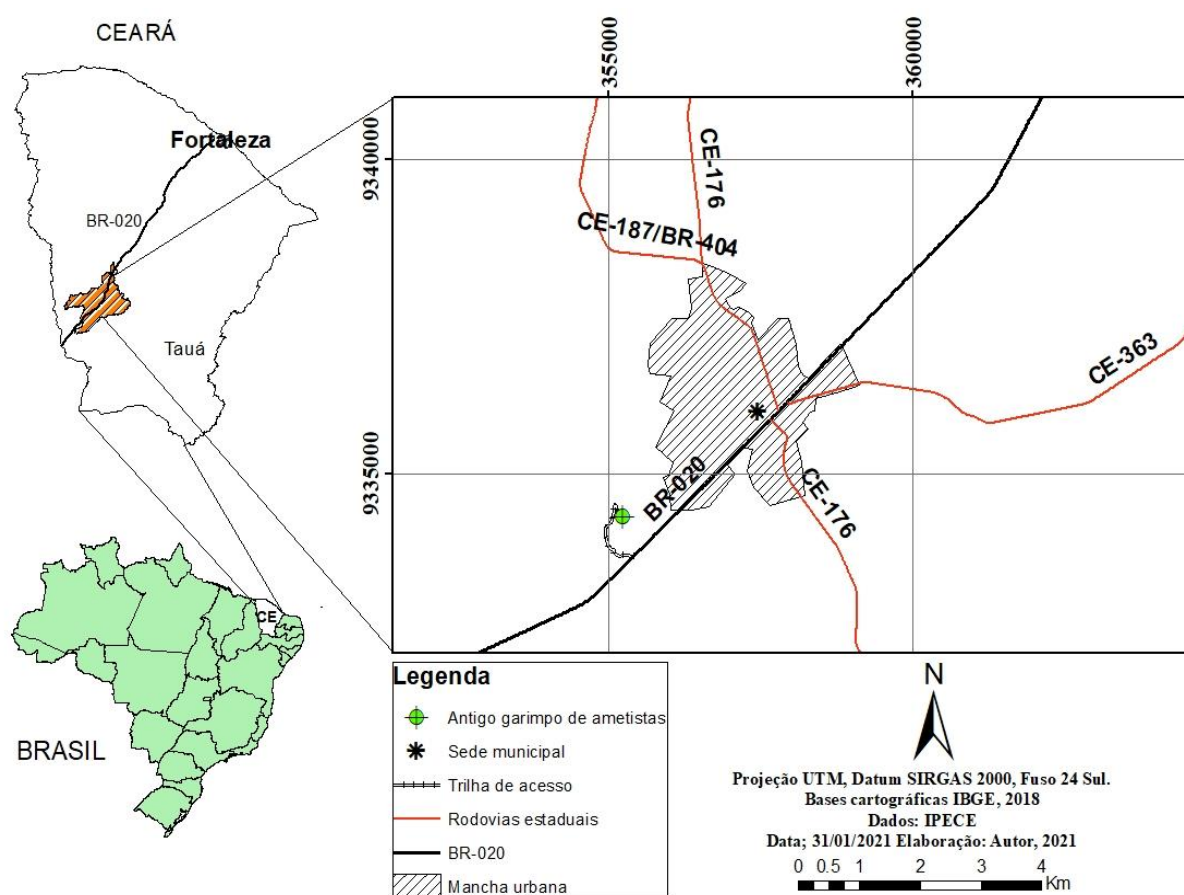 CEARÁ
Fortaleza
BR-020
Tauá
CE
BRASIL
355000
360000
9340000
9335000
CE-176
CE-187/BR-404
CE-363
BR-020
CE-176
Legenda
Antigo garimpo de ametistas
Sede municipal
Trilha de acesso
Rodovias estaduais
BR-020
Mancha urbana
N
Projeção UTM, Datum SIRGAS 2000, Fuso 24 Sul.
Bases cartográficas IBGE, 2018
Dados: IPECE
Data; 31/01/2021 Elaboração: Autor, 2021
0 0.5 1 2 3 4
Km